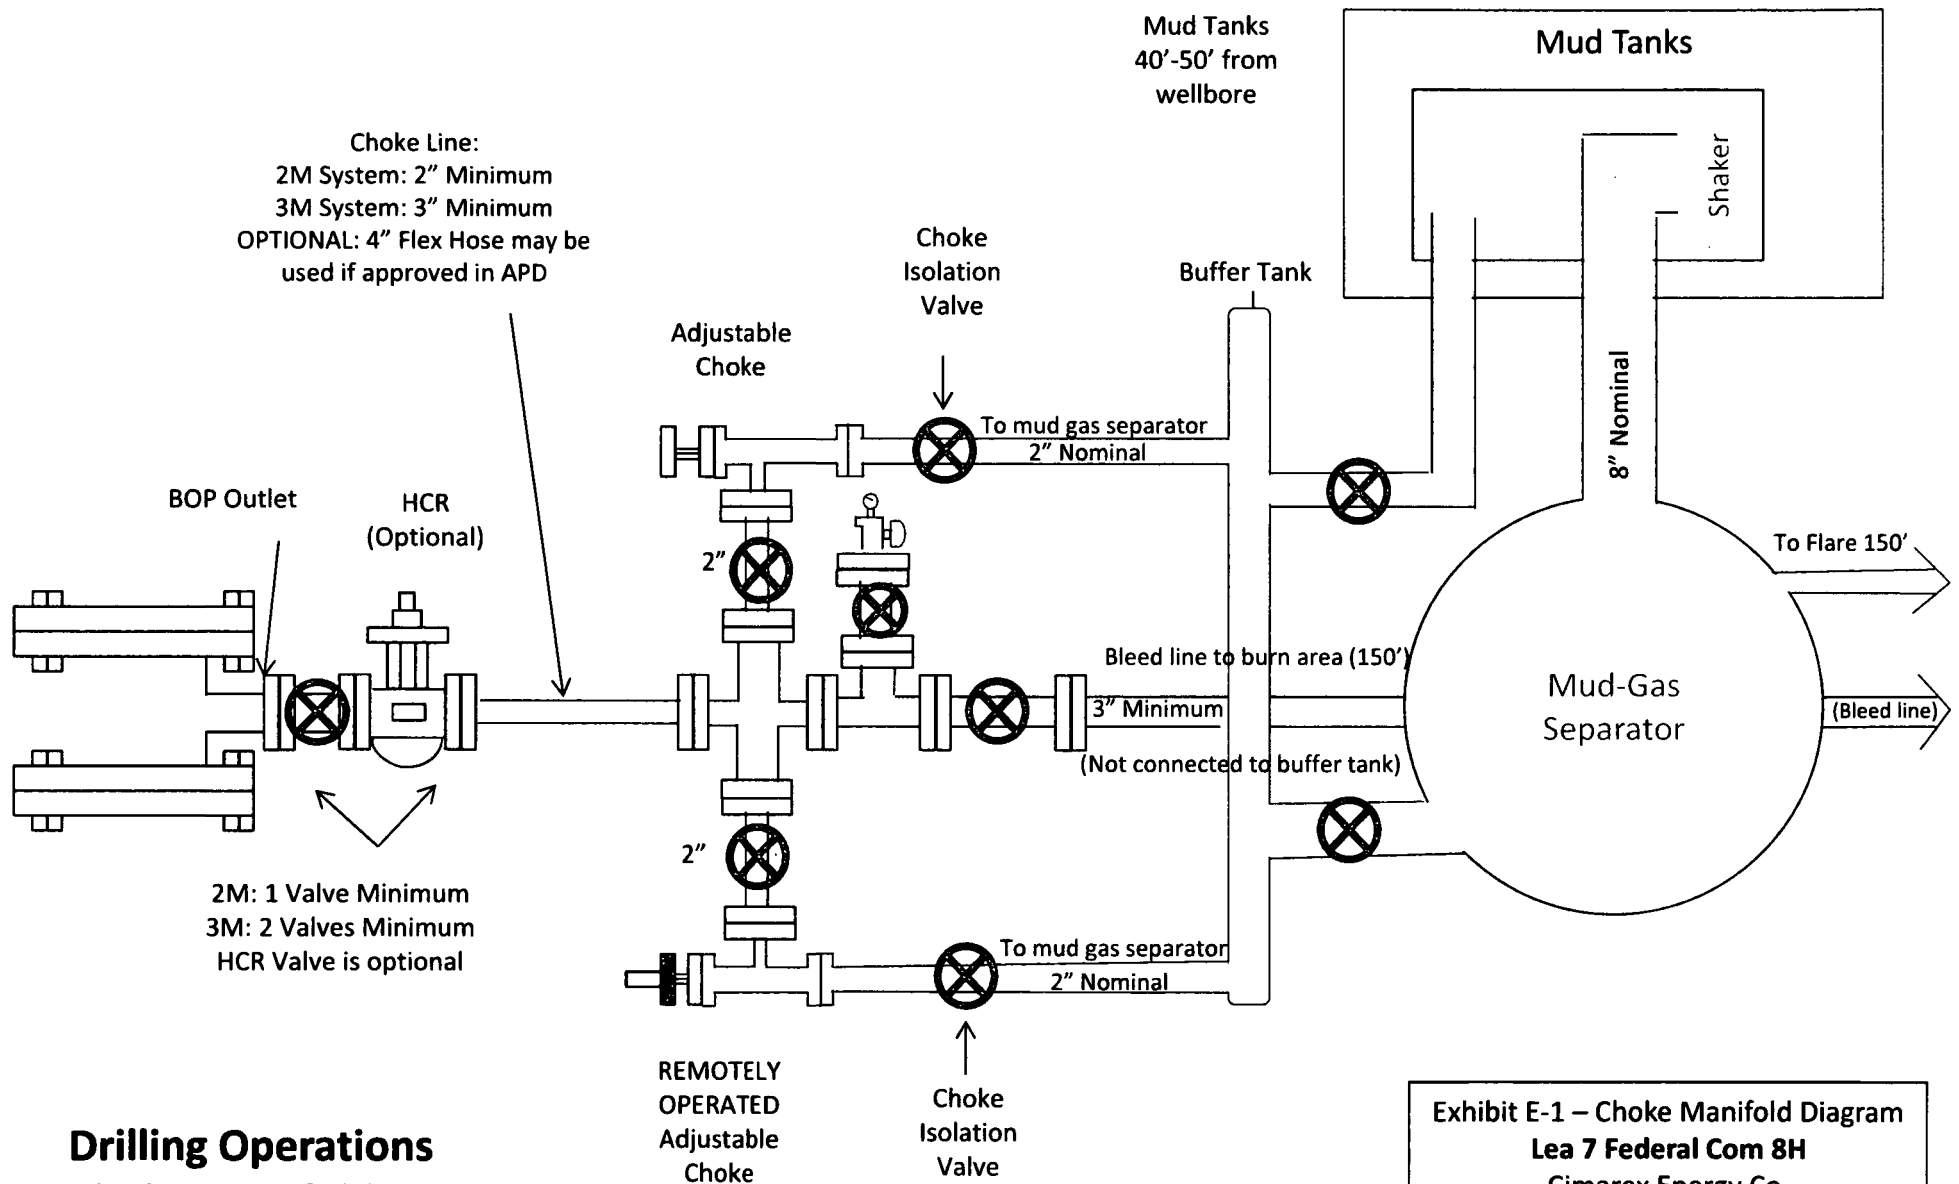 Mud Tanks
40’-50’ from
wellbore
Mud Tanks
Shaker
Choke Line:
2M System: 2” Minimum
3M System: 3” Minimum
OPTIONAL: 4” Flex Hose may be
used if approved in APD
Choke
Isolation
Valve
Buffer Tank
Adjustable
Choke
8” Nominal
To mud gas separator
2” Nominal
BOP Outlet
HCR
(Optional)
2”
To Flare 150’
Bleed line to burn area (150’)
3” Minimum
(Not connected to buffer tank)
Mud-Gas
Separator
(Bleed line)
2”
2M: 1 Valve Minimum
3M: 2 Valves Minimum
HCR Valve is optional
To mud gas separator
2” Nominal
REMOTELY
OPERATED
Adjustable
Choke
Choke
Isolation
Valve
Drilling Operations
Exhibit E-1 – Choke Manifold Diagram
Lea 7 Federal Com 8H
Cimarex Energy Co